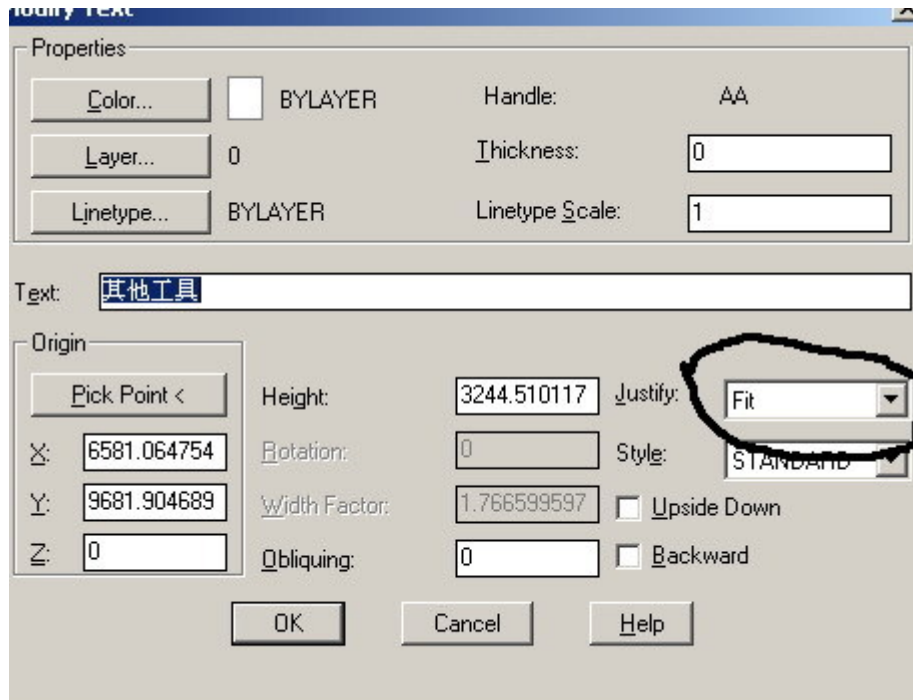 Modify Text
Properties
Color... BYLAYER Handle: AA
Layer... 0 Thickness: 0
Linetype... BYLAYER Linetype Scale: 1
Text: 其他工具
Origin
Pick Point < Height: 3244.510117 Justify: Fit
X: 6581.064754 Rotation: 0 Style: STANDARD
Y: 9681.904689 Width Factor: 1.766599597 Upside Down
Z: 0 Obliquing: 0 Backward
OK Cancel Help